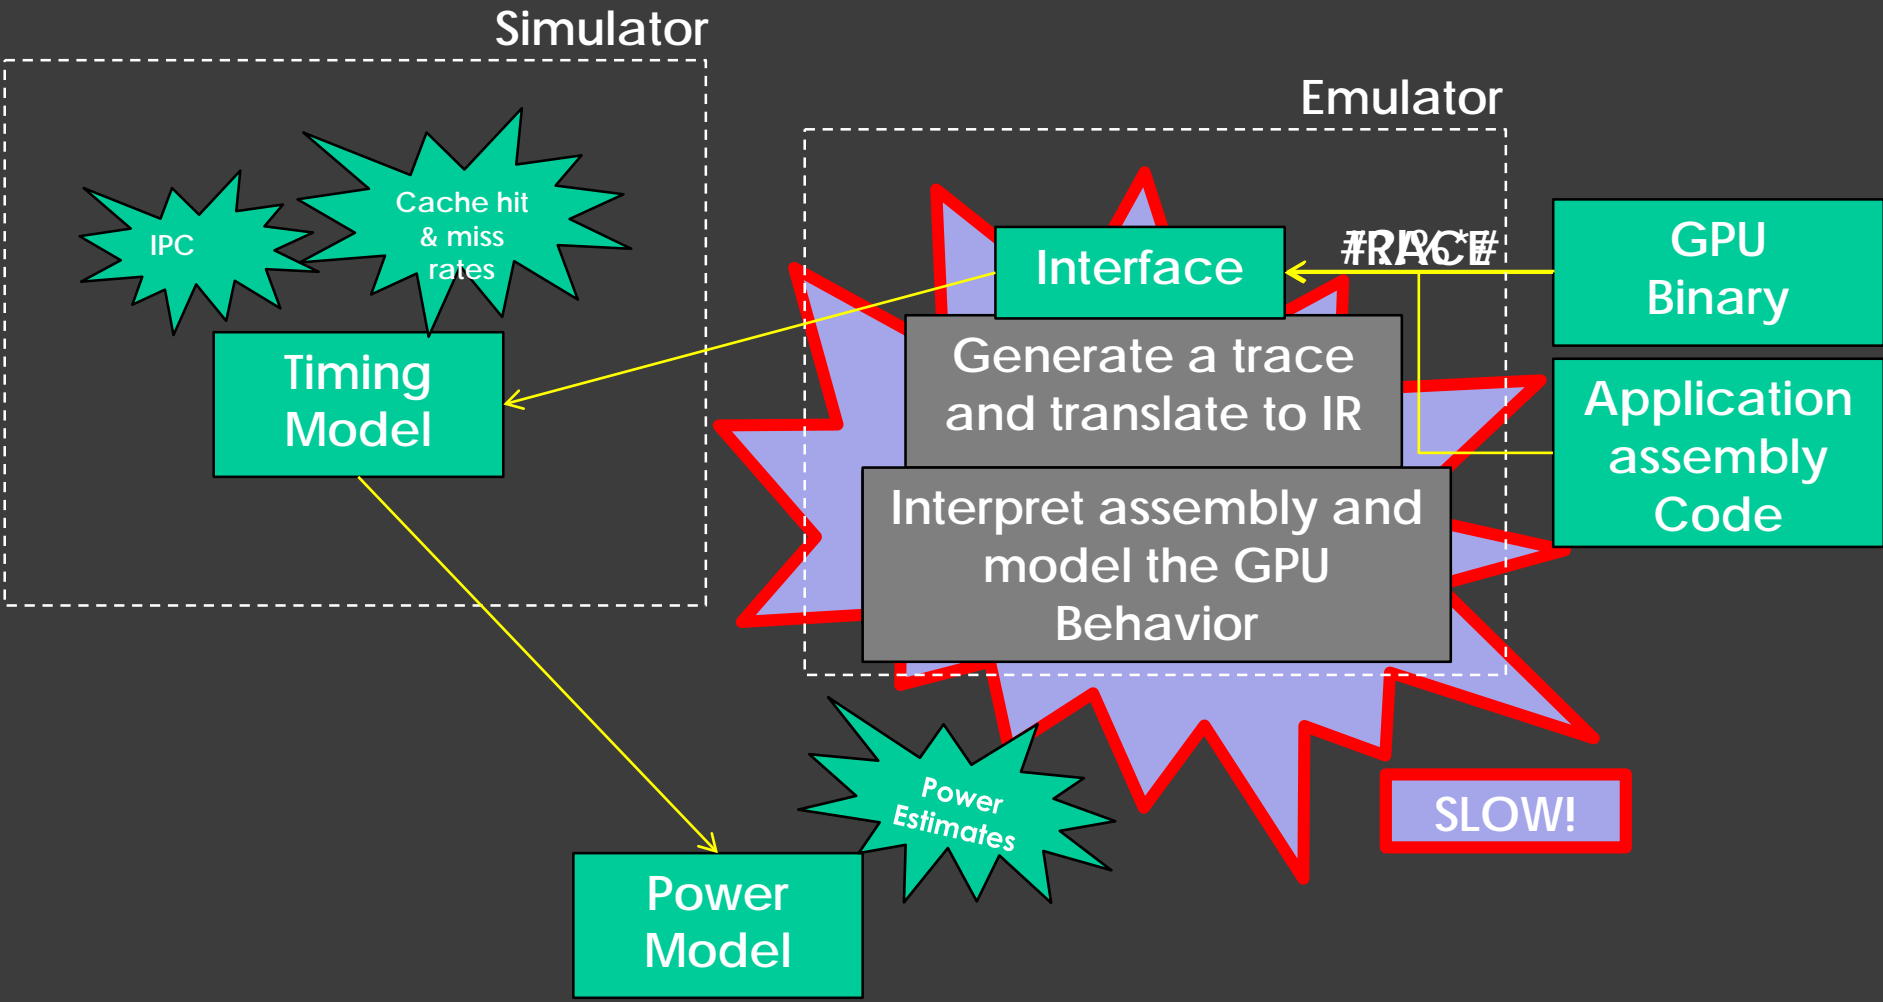 Simulator
Emulator
Cache hit
& miss
rates
IPC
Interface
GPU
Binary
Timing
Model
Generate a trace
and translate to IR
Application
assembly
Code
Interpret assembly and
model the GPU
Behavior
Power
Estimates
SLOW!
Power
Model